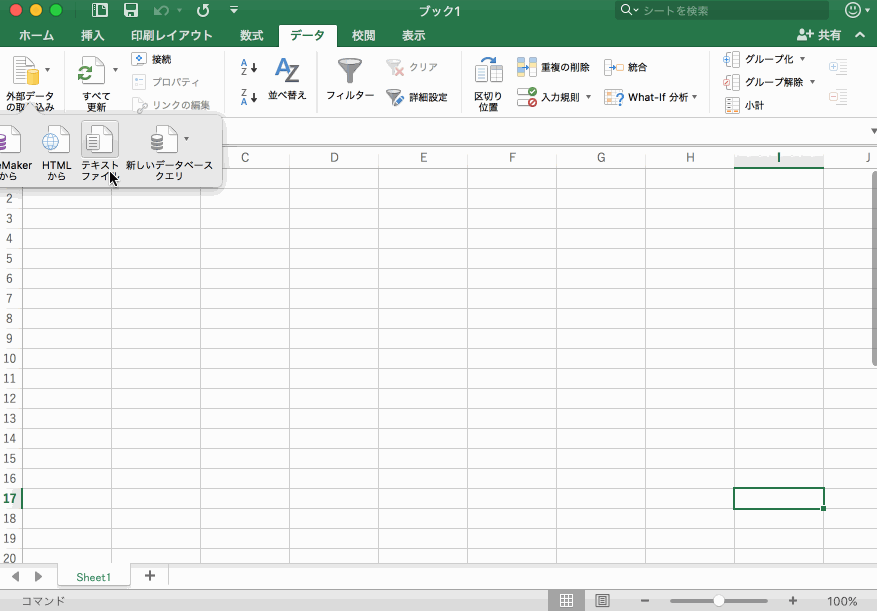 ブック1
シートを検索
ホーム 挿入 印刷レイアウト 数式 データ 校閲 表示 共有
外部データ
の取り込み
すべて
更新
接続
プロパティ
リンクの編集
並べ替え
フィルター
クリア
詳細設定
区切り
位置
重複の削除
入力規則
統合
What-If 分析
グループ化
グループ解除
小計
eMaker
から
HTML
から
テキスト
ファイル
新しいデータベース
クエリ
C D E F G H I J
2
3
4
5
6
7
8
9
10
11
12
13
14
15
16
17
18
19
20
Sheet1
コマンド 100%